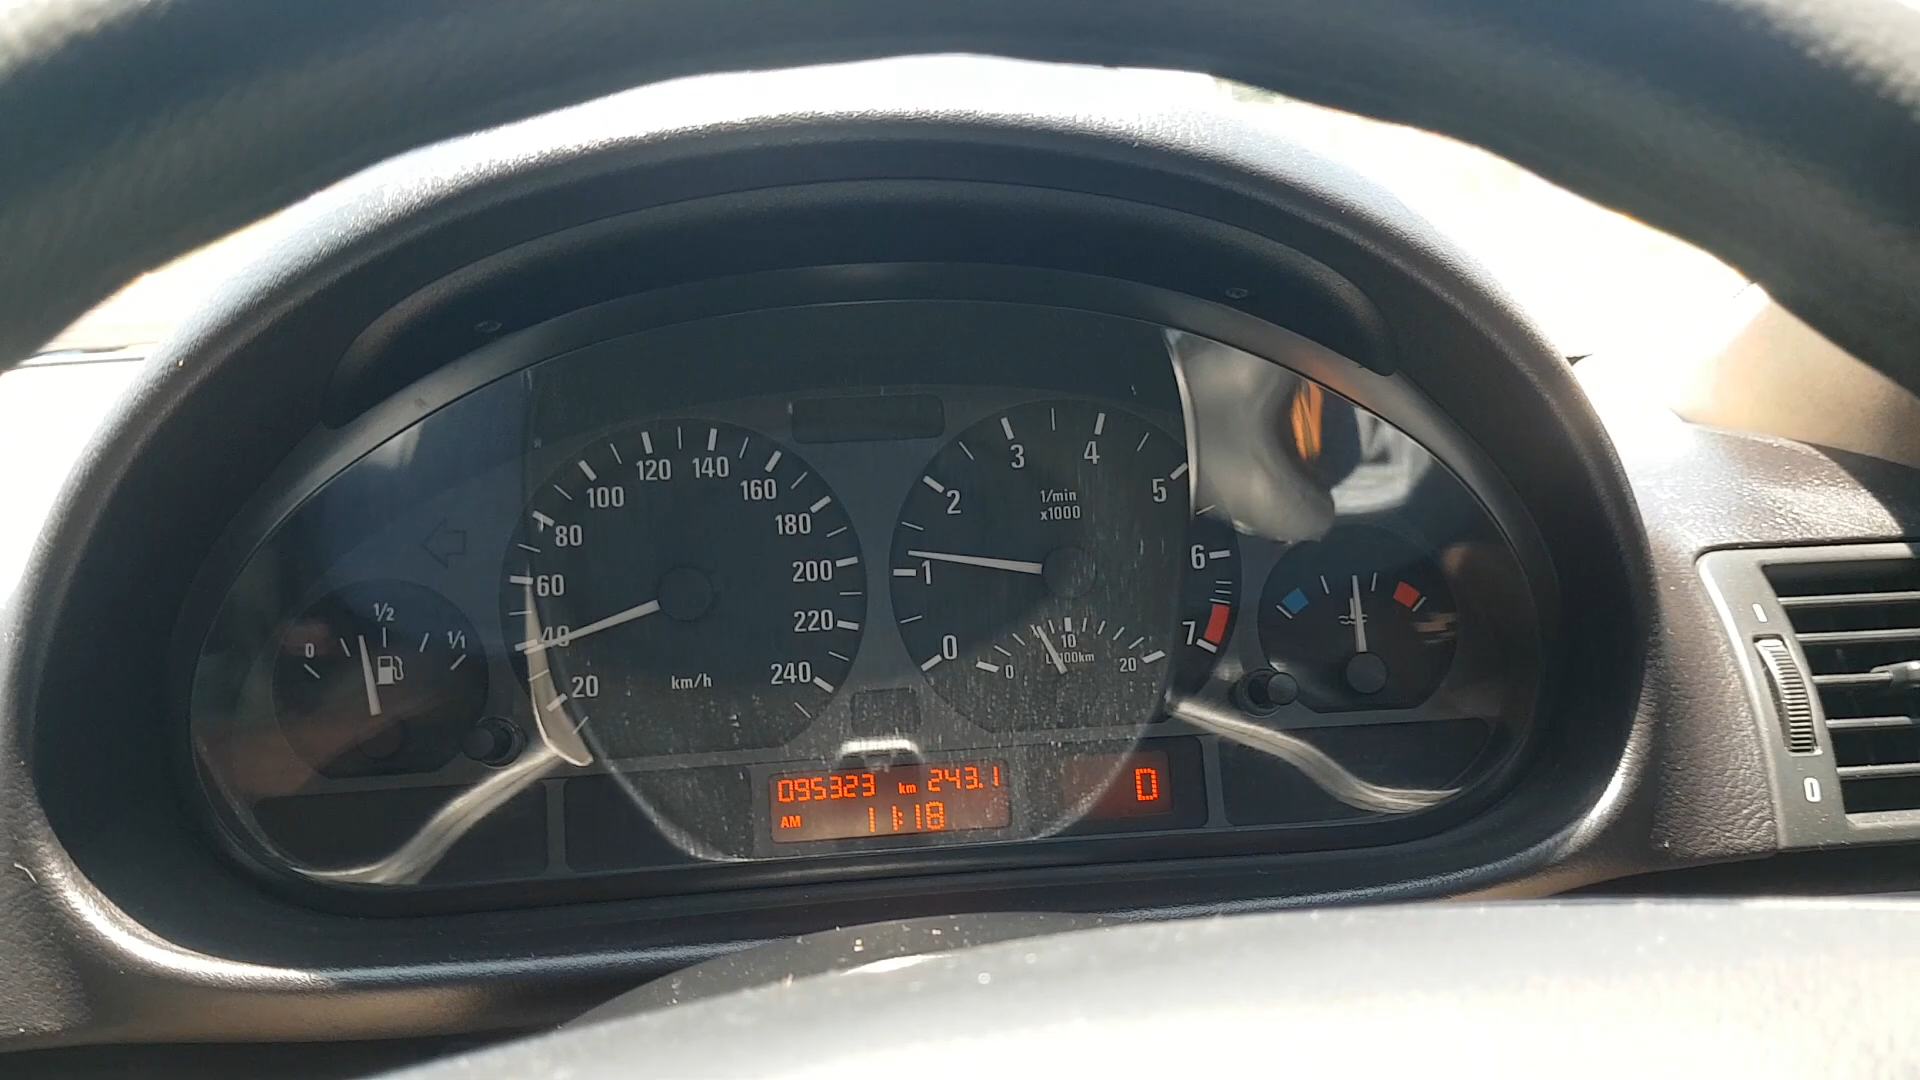 0 1/2 1/1
20 40 60 80 100 120 140 160 180 200 220 240
km/h
0 1 2 3 4 5 6 7
1/min
x1000
0 10 20
L/100km
095323 km 243.1
AM 11:18
D
0